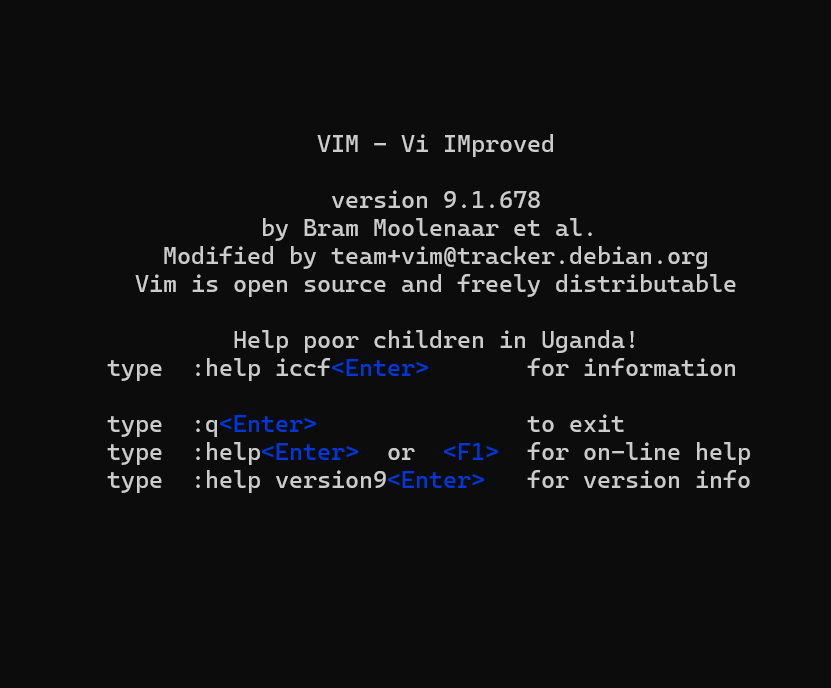 VIM - Vi IMproved
version 9.1.678
by Bram Moolenaar et al.
Modified by team+vim@tracker.debian.org
Vim is open source and freely distributable
Help poor children in Uganda!
type  :help iccf<Enter>       for information
type  :q<Enter>               to exit
type  :help<Enter>  or  <F1>  for on-line help
type  :help version9<Enter>   for version info